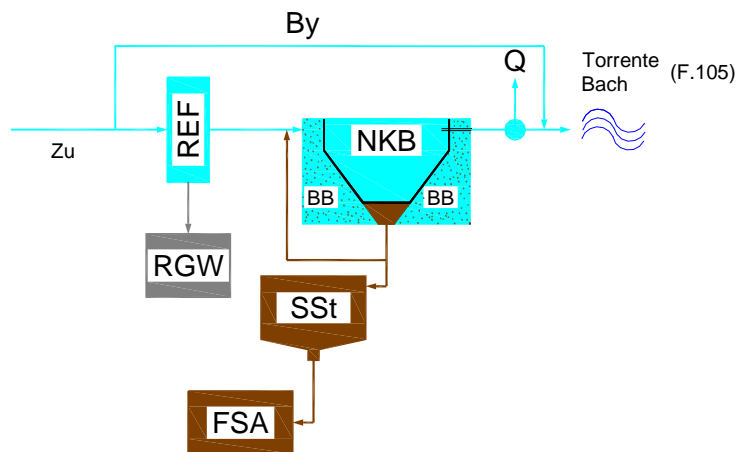 By
Q
Torrente
Bach
(F.105)
Zu
REF
NKB
BB
BB
RGW
SSt
FSA